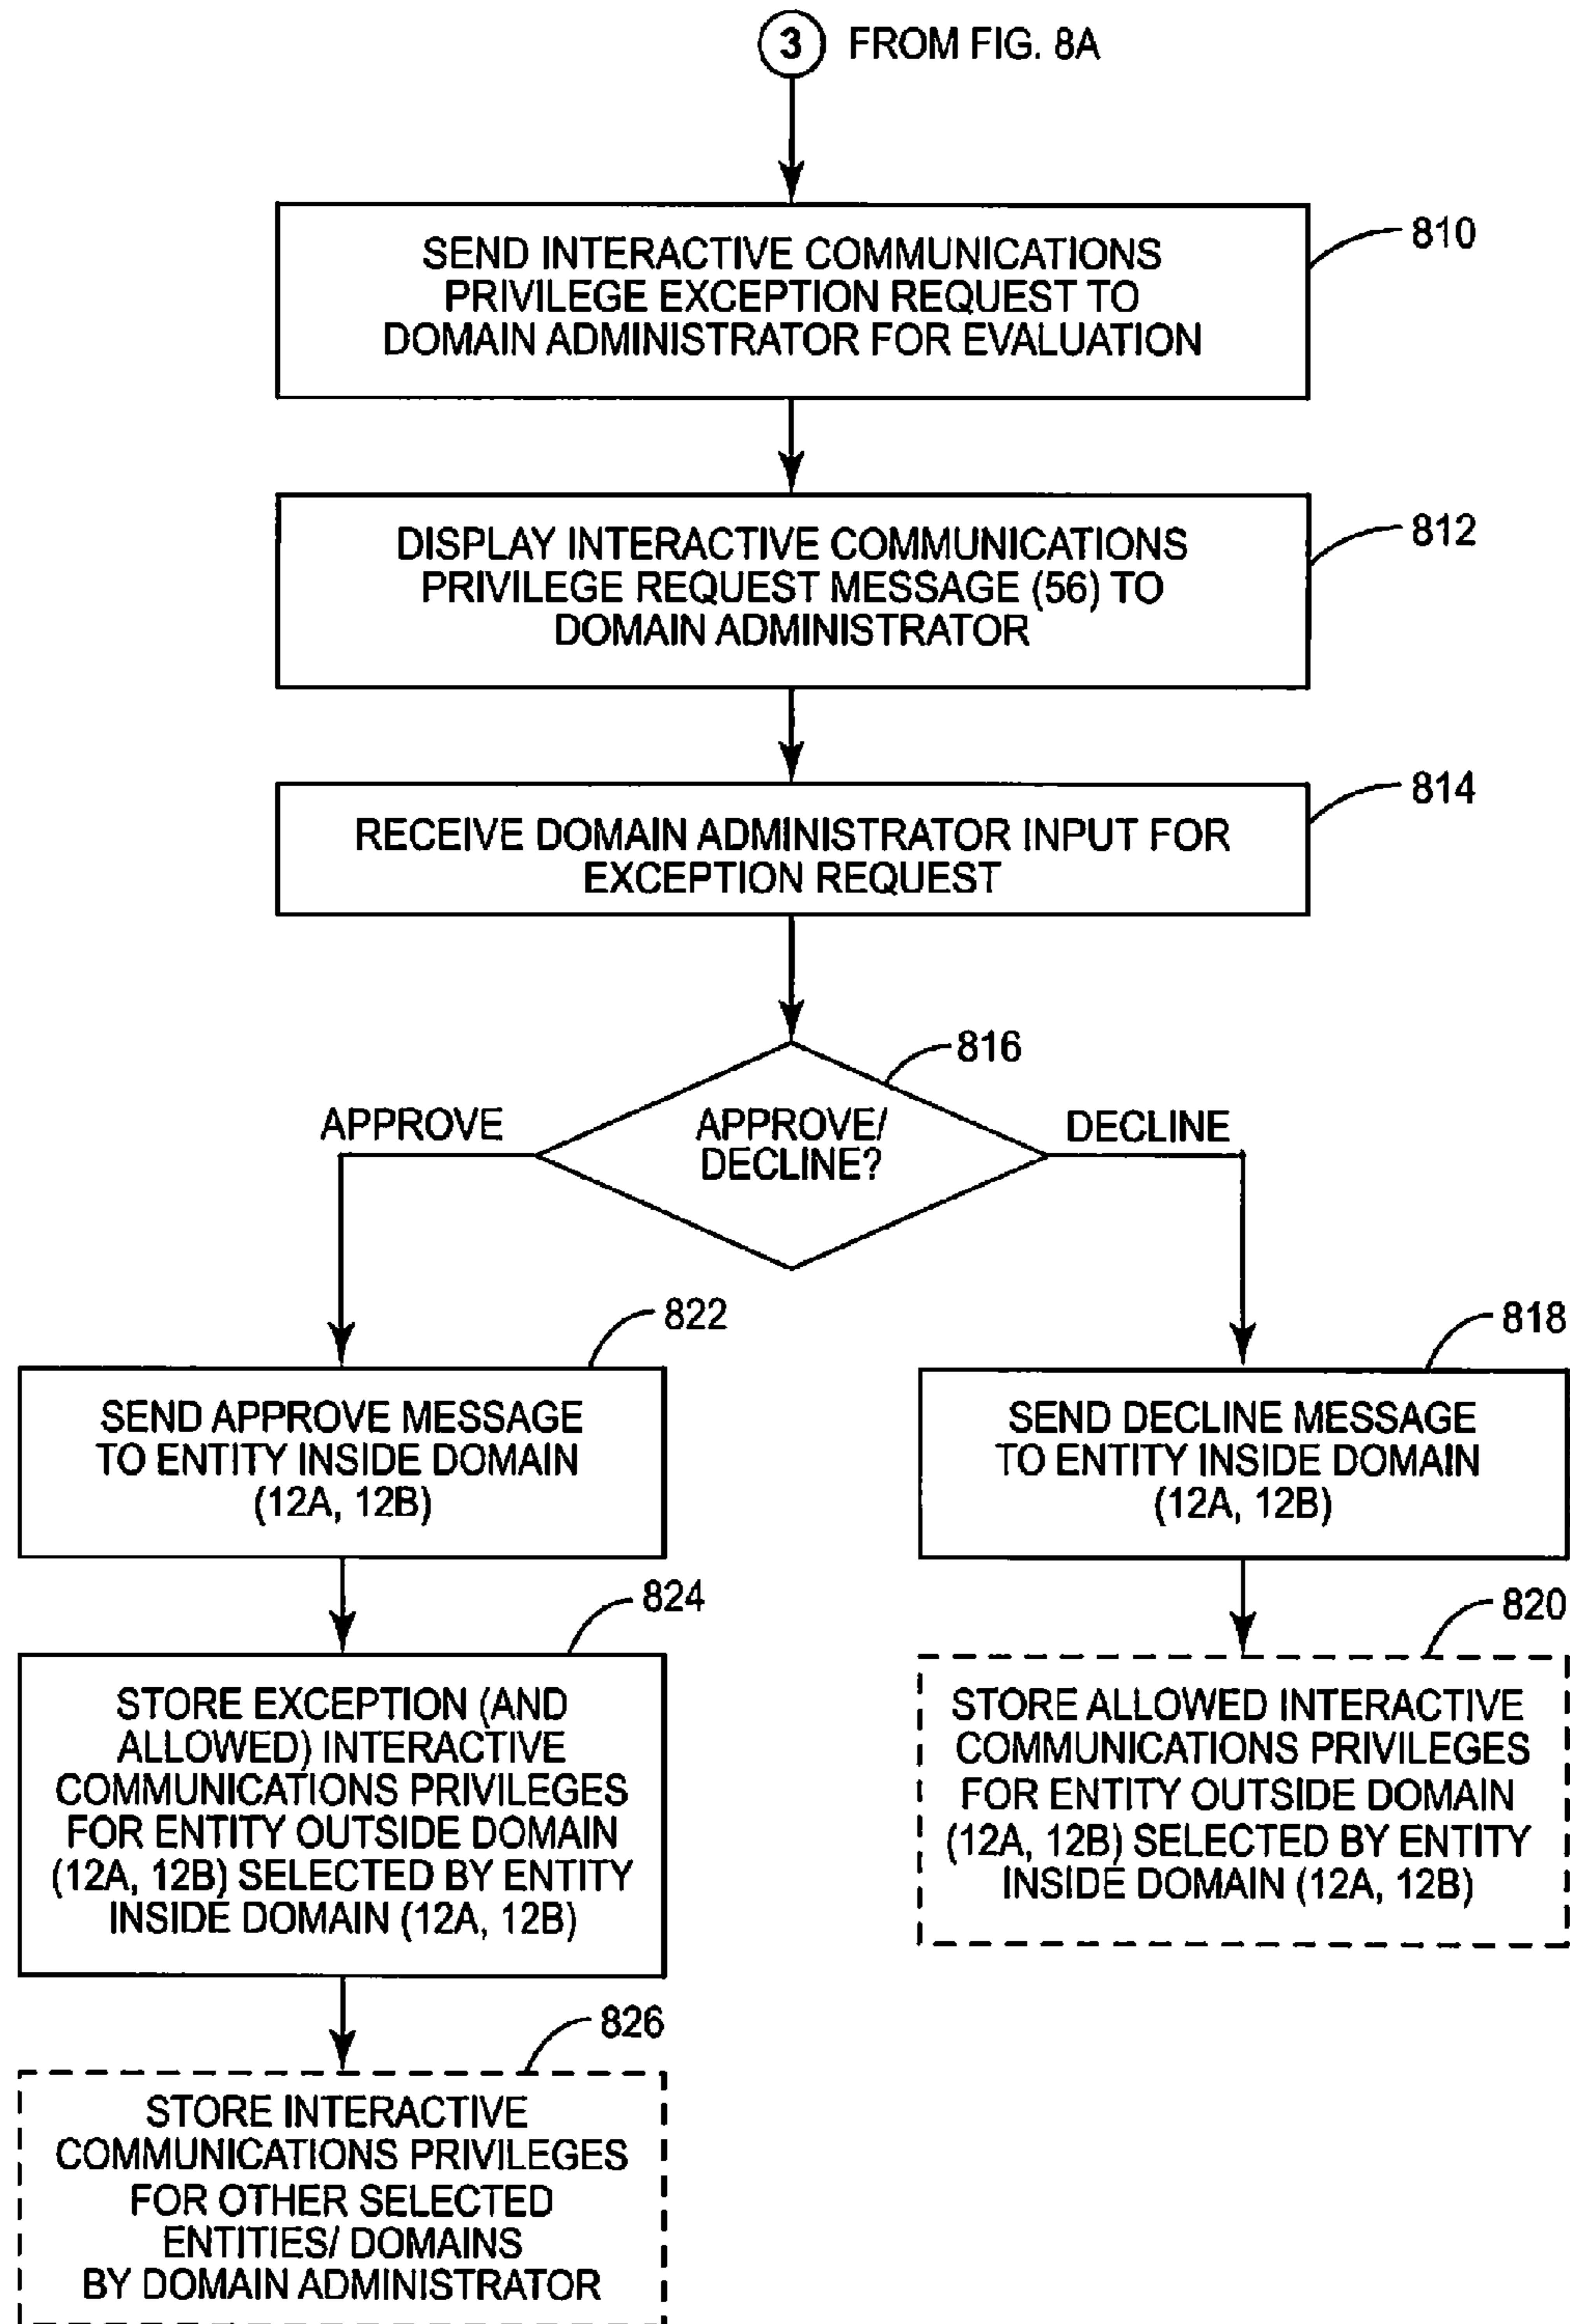 3 FROM FIG. 8A
SEND INTERACTIVE COMMUNICATIONS
PRIVILEGE EXCEPTION REQUEST TO
DOMAIN ADMINISTRATOR FOR EVALUATION
810
DISPLAY INTERACTIVE COMMUNICATIONS
PRIVILEGE REQUEST MESSAGE (56) TO
DOMAIN ADMINISTRATOR
812
RECEIVE DOMAIN ADMINISTRATOR INPUT FOR
EXCEPTION REQUEST
814
816
APPROVE
APPROVE/
DECLINE?
DECLINE
822
SEND APPROVE MESSAGE
TO ENTITY INSIDE DOMAIN
(12A, 12B)
818
SEND DECLINE MESSAGE
TO ENTITY INSIDE DOMAIN
(12A, 12B)
824
STORE EXCEPTION (AND
ALLOWED) INTERACTIVE
COMMUNICATIONS PRIVILEGES
FOR ENTITY OUTSIDE DOMAIN
(12A, 12B) SELECTED BY ENTITY
INSIDE DOMAIN (12A, 12B)
820
STORE ALLOWED INTERACTIVE
COMMUNICATIONS PRIVILEGES
FOR ENTITY OUTSIDE DOMAIN
(12A, 12B) SELECTED BY ENTITY
INSIDE DOMAIN (12A, 12B)
826
STORE INTERACTIVE
COMMUNICATIONS PRIVILEGES
FOR OTHER SELECTED
ENTITIES/ DOMAINS
BY DOMAIN ADMINISTRATOR